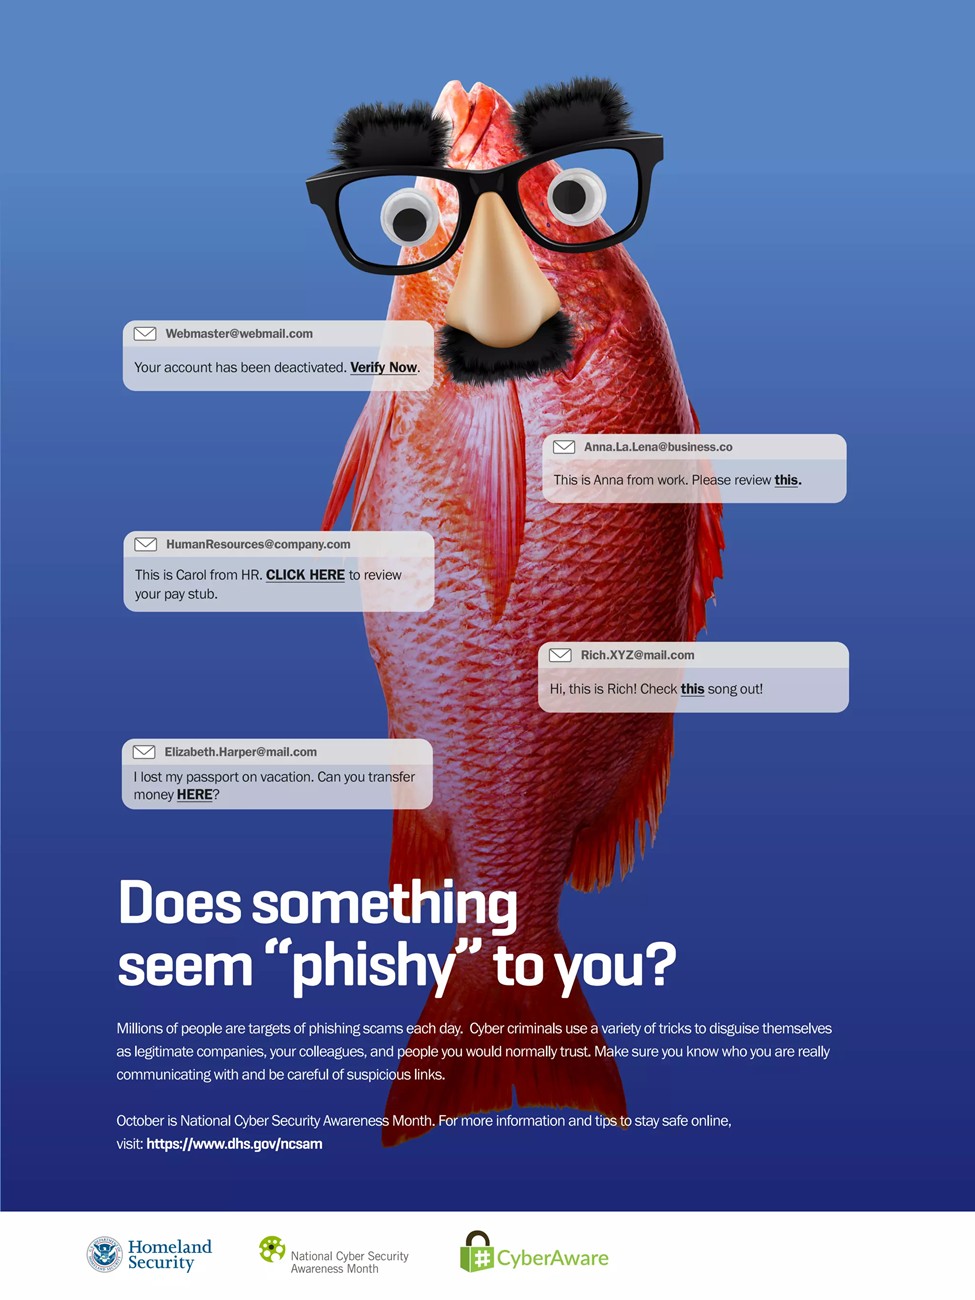 Webmaster@webmail.com
Your account has been deactivated. Verify Now.
Anna.La.Lena@business.co
This is Anna from work. Please review this.
HumanResources@company.com
This is Carol from HR. CLICK HERE to review
your pay stub.
Rich.XYZ@mail.com
Hi, this is Rich! Check this song out!
Elizabeth.Harper@mail.com
I lost my passport on vacation. Can you transfer
money HERE?
Does something
seem “phishy” to you?
Millions of people are targets of phishing scams each day.  Cyber criminals use a variety of tricks to disguise themselves
as legitimate companies, your colleagues, and people you would normally trust. Make sure you know who you are really
communicating with and be careful of suspicious links.
October is National Cyber Security Awareness Month. For more information and tips to stay safe online,
visit: https://www.dhs.gov/ncsam
Homeland
Security
National Cyber Security
Awareness Month
CyberAware